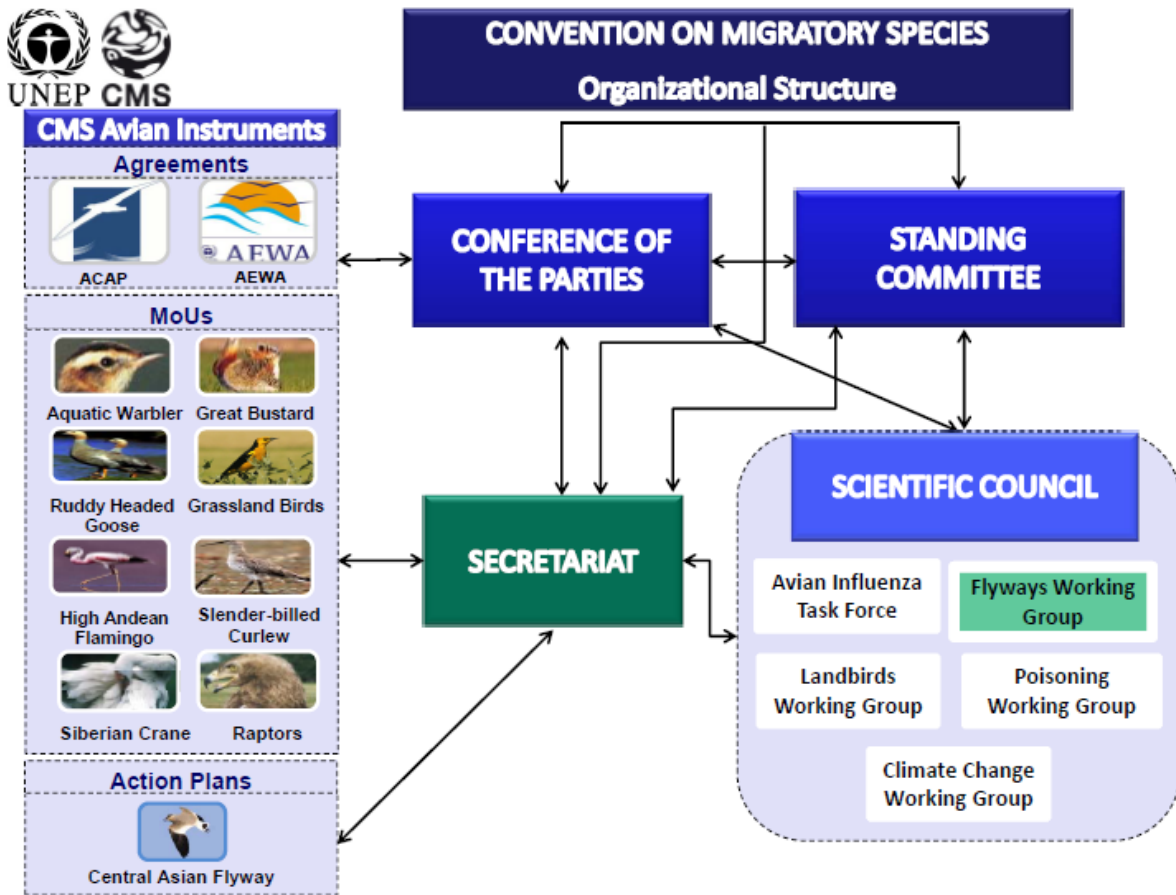 UNEP CMS
CONVENTION ON MIGRATORY SPECIES
Organizational Structure
CMS Avian Instruments
Agreements
AEWA
ACAP
AEWA
MoUs
Aquatic Warbler
Great Bustard
Ruddy Headed
Goose
Grassland Birds
High Andean
Flamingo
Slender-billed
Curlew
Siberian Crane
Raptors
Action Plans
Central Asian Flyway
CONFERENCE OF
THE PARTIES
STANDING
COMMITTEE
SECRETARIAT
SCIENTIFIC COUNCIL
Avian Influenza
Task Force
Flyways Working
Group
Landbirds
Working Group
Poisoning
Working Group
Climate Change
Working Group